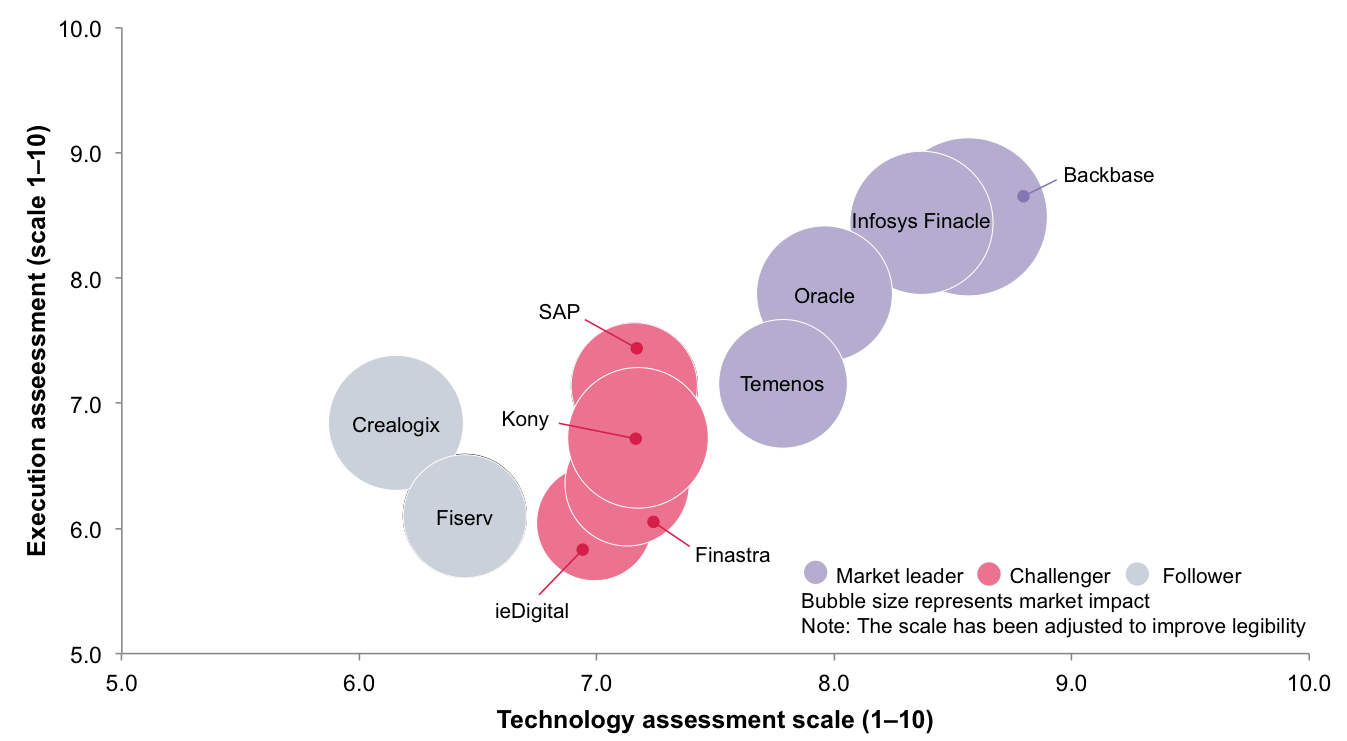 10.0
9.0
8.0
7.0
6.0
5.0
Execution asseessment (scale 1–10)
Backbase
Infosys Finacle
Oracle
SAP
Temenos
Kony
Crealogix
Fiserv
Finastra
ieDigital
Market leader Challenger Follower
Bubble size represents market impact
Note: The scale has been adjusted to improve legibility
5.0 6.0 7.0 8.0 9.0 10.0
Technology assessment scale (1–10)